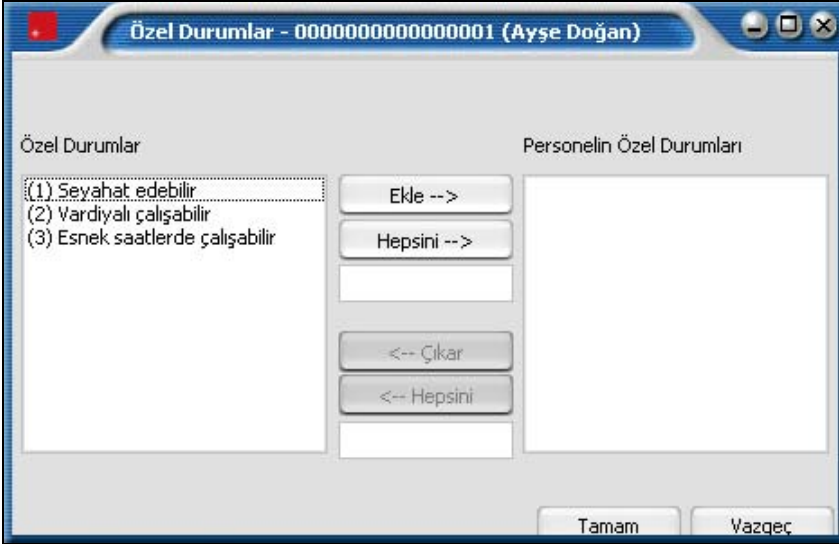 Özel Durumlar - 0000000000000001 (Ayşe Doğan)
Özel Durumlar
Personelin Özel Durumları
(1) Seyahat edebilir
(2) Vardiyalı çalışabilir
(3) Esnek saatlerde çalışabilir
Ekle -->
Hepsini -->
<-- Çıkar
<-- Hepsini
Tamam
Vazgeç